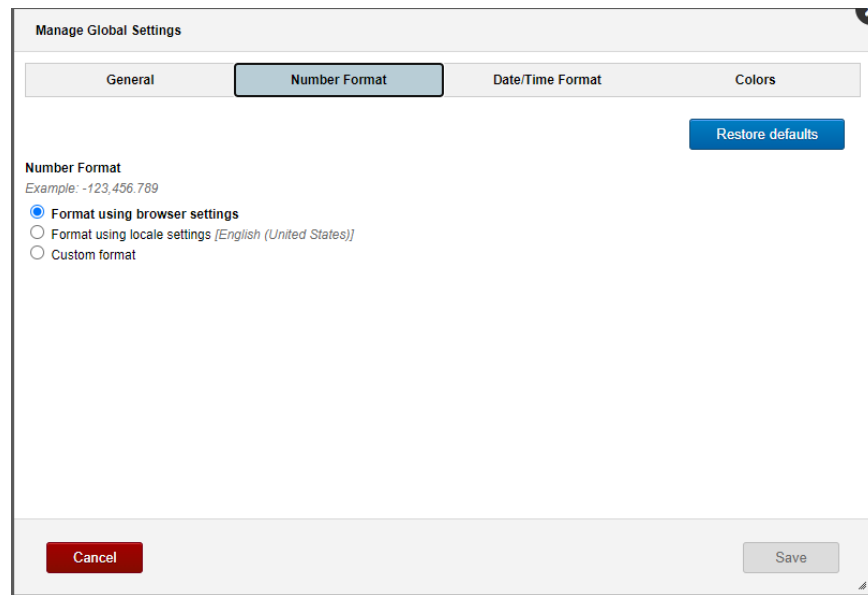 Manage Global Settings
General Number Format Date/Time Format Colors
Restore defaults
Number Format
Example: -123,456.789
Format using browser settings
Format using locale settings [English (United States)]
Custom format
Cancel Save